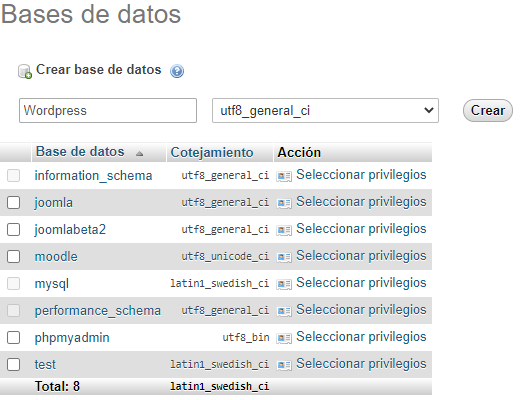 Bases de datos
Crear base de datos
Wordpress utf8_general_ci Crear
Base de datos Cotejamiento Acción
information_schema utf8_general_ci Seleccionar privilegios
joomla utf8_general_ci Seleccionar privilegios
joomlabeta2 utf8_general_ci Seleccionar privilegios
moodle utf8_unicode_ci Seleccionar privilegios
mysql latin1_swedish_ci Seleccionar privilegios
performance_schema utf8_general_ci Seleccionar privilegios
phpmyadmin utf8_bin Seleccionar privilegios
test latin1_swedish_ci Seleccionar privilegios
Total: 8 latin1_swedish_ci